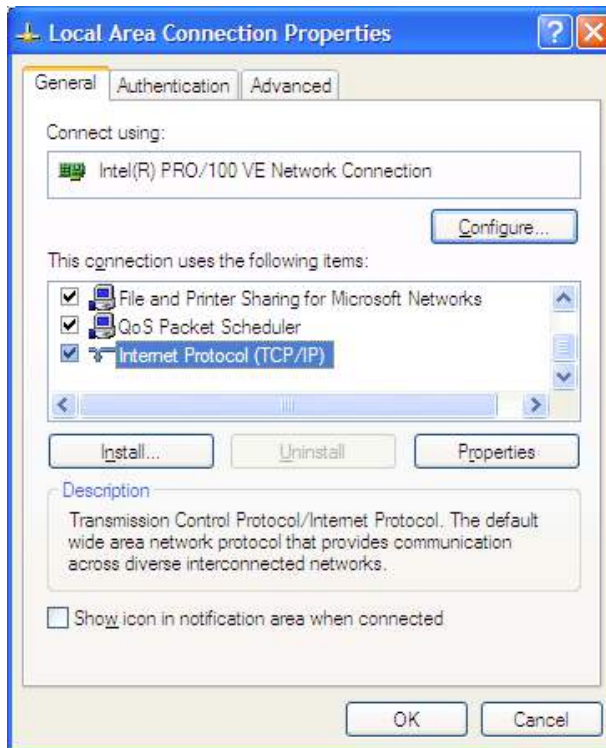 Local Area Connection Properties
General Authentication Advanced
Connect using:
Intel(R) PRO/100 VE Network Connection
Configure...
This connection uses the following items:
File and Printer Sharing for Microsoft Networks
QoS Packet Scheduler
Internet Protocol (TCP/IP)
Install... Uninstall Properties
Description
Transmission Control Protocol/Internet Protocol. The default
wide area network protocol that provides communication
across diverse interconnected networks.
Show icon in notification area when connected
OK Cancel